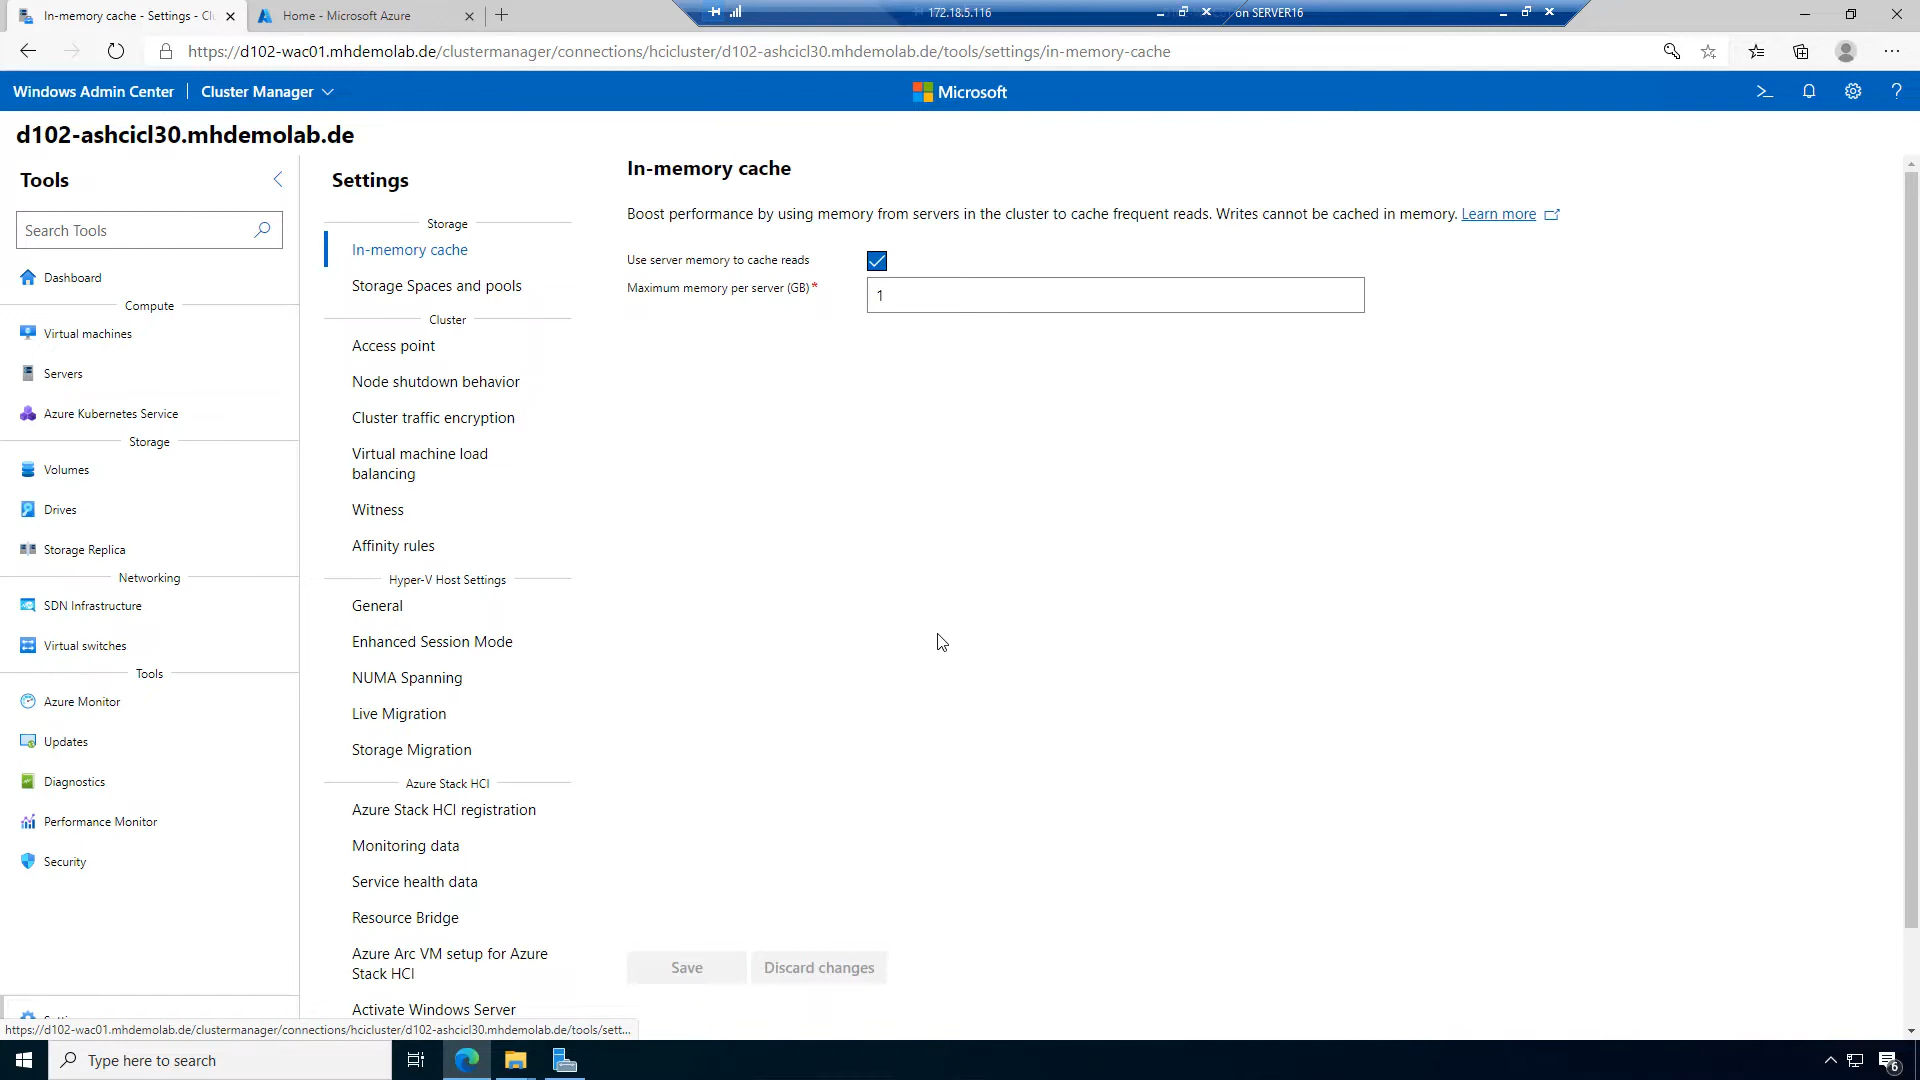 In-memory cache - Settings - Cl
Home - Microsoft Azure
172.18.5.116
on SERVER16
https://d102-wac01.mhdemolab.de/clustermanager/connections/hcicluster/d102-ashcicl30.mhdemolab.de/tools/settings/in-memory-cache
Windows Admin Center
Cluster Manager
Microsoft
d102-ashcicl30.mhdemolab.de
Tools
Search Tools
Dashboard
Compute
Virtual machines
Servers
Azure Kubernetes Service
Storage
Volumes
Drives
Storage Replica
Networking
SDN Infrastructure
Virtual switches
Tools
Azure Monitor
Updates
Diagnostics
Performance Monitor
Security
Settings
Storage
In-memory cache
Storage Spaces and pools
Cluster
Access point
Node shutdown behavior
Cluster traffic encryption
Virtual machine load
balancing
Witness
Affinity rules
Hyper-V Host Settings
General
Enhanced Session Mode
NUMA Spanning
Live Migration
Storage Migration
Azure Stack HCI
Azure Stack HCI registration
Monitoring data
Service health data
Resource Bridge
Azure Arc VM setup for Azure
Stack HCI
Activate Windows Server
In-memory cache
Boost performance by using memory from servers in the cluster to cache frequent reads. Writes cannot be cached in memory. Learn more
Use server memory to cache reads
Maximum memory per server (GB)*
1
Save
Discard changes
https://d102-wac01.mhdemolab.de/clustermanager/connections/hcicluster/d102-ashcicl30.mhdemolab.de/tools/sett...
Type here to search
6